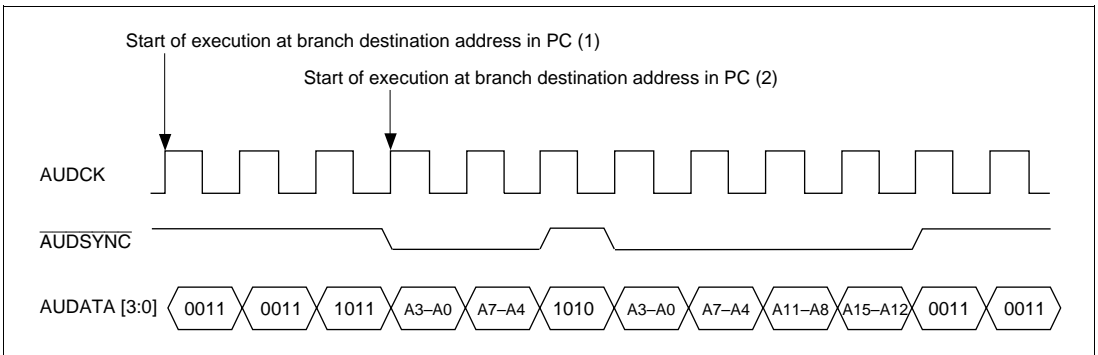 Start of execution at branch destination address in PC (1)
Start of execution at branch destination address in PC (2)
AUDCK
AUDSYNC
AUDATA [3:0] 0011 0011 1011 A3–A0 A7–A4 1010 A3–A0 A7–A4 A11–A8 A15–A12 0011 0011